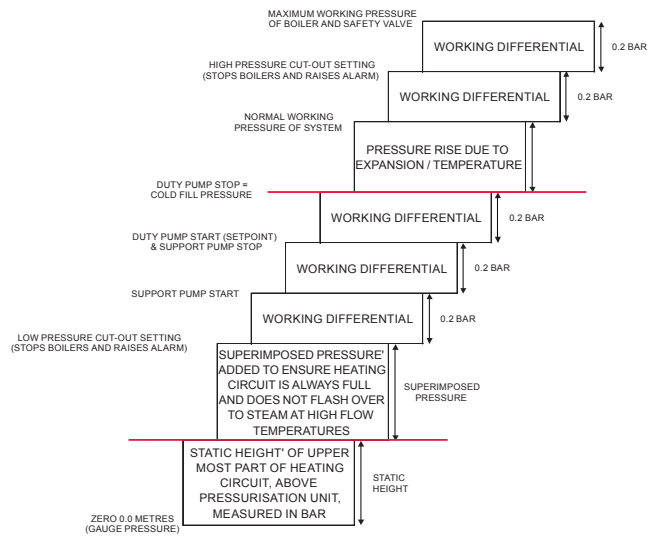 MAXIMUM WORKING PRESSURE
OF BOILER AND SAFETY VALVE
WORKING DIFFERENTIAL
0.2 BAR
HIGH PRESSURE CUT-OUT SETTING
(STOPS BOILERS AND RAISES ALARM)
WORKING DIFFERENTIAL
0.2 BAR
NORMAL WORKING
PRESSURE OF SYSTEM
PRESSURE RISE DUE TO
EXPANSION / TEMPERATURE
DUTY PUMP STOP =
COLD FILL PRESSURE
WORKING DIFFERENTIAL
0.2 BAR
DUTY PUMP START (SETPOINT)
& SUPPORT PUMP STOP
WORKING DIFFERENTIAL
0.2 BAR
SUPPORT PUMP START
WORKING DIFFERENTIAL
0.2 BAR
LOW PRESSURE CUT-OUT SETTING
(STOPS BOILERS AND RAISES ALARM)
SUPERIMPOSED PRESSURE'
ADDED TO ENSURE HEATING
CIRCUIT IS ALWAYS FULL
AND DOES NOT FLASH OVER
TO STEAM AT HIGH FLOW
TEMPERATURES
SUPERIMPOSED
PRESSURE
STATIC HEIGHT' OF UPPER
MOST PART OF HEATING
CIRCUIT, ABOVE
PRESSURISATION UNIT,
MEASURED IN BAR
STATIC
HEIGHT
ZERO 0.0 METRES
(GAUGE PRESSURE)